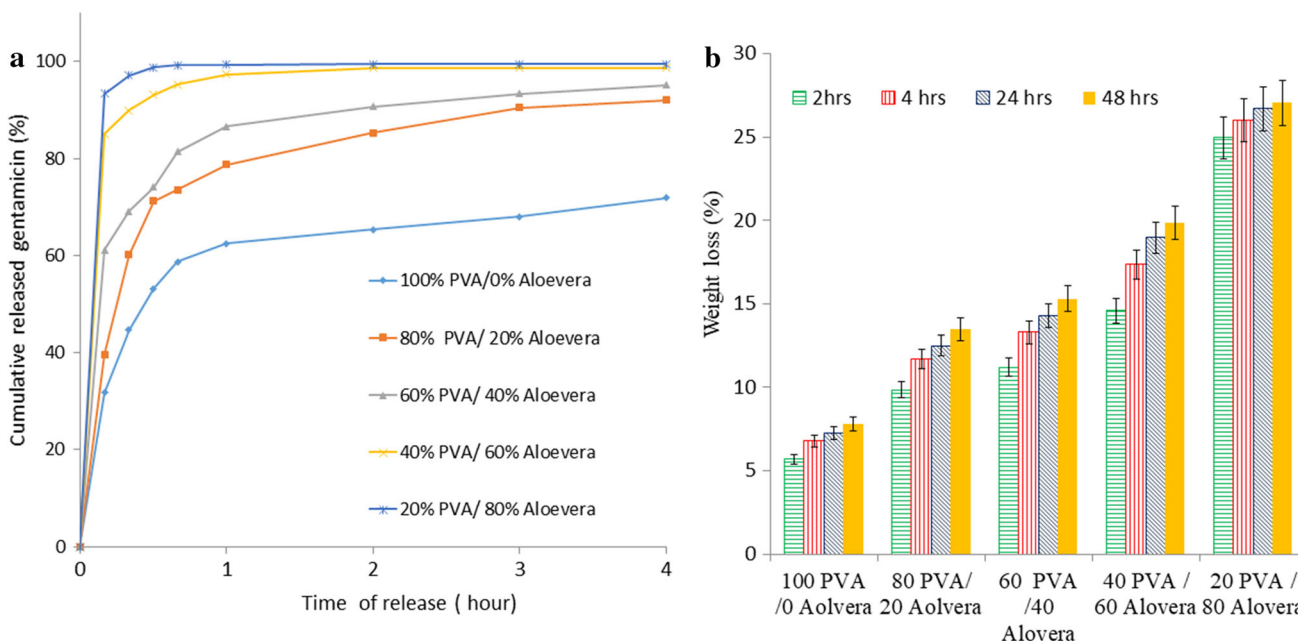 a
Cumulative released gentamicin (%)
100
80
60
40
20
0
0 1 2 3 4
Time of release ( hour)
100% PVA/0% Aloevera
80% PVA/ 20% Aloevera
60% PVA/ 40% Aloevera
40% PVA/ 60% Aloevera
20% PVA/ 80% Aloevera
b
Weight loss (%)
30
25
20
15
10
5
0
2hrs 4 hrs 24 hrs 48 hrs
100 PVA
/0 Aolvera
80 PVA/
20 Aolvera
60 PVA
/40
Alovera
40 PVA /
60 Alovera
20 PVA /
80 Alovera